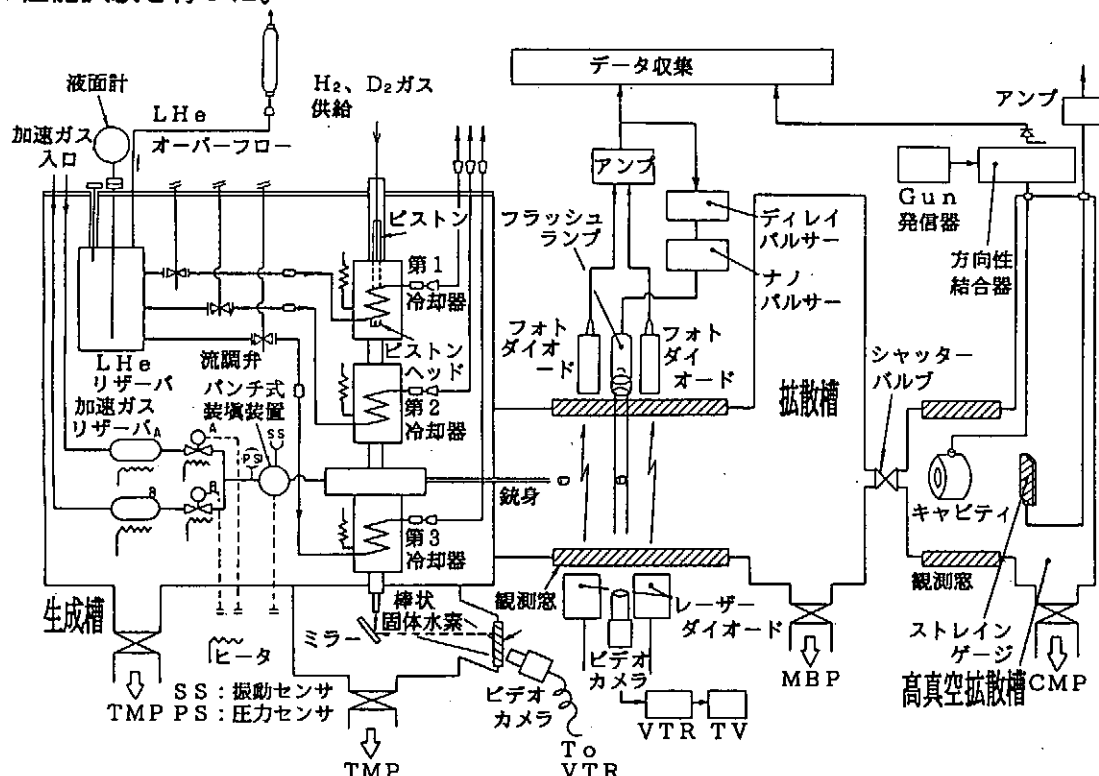 データ収集
液面計
H₂、D₂ガス
供給
アンプ
LHe
オーバーフロー
加速ガス
入口
アンプ
Gun
発信器
フラッシュ
ランプ
ディレイ
パルサー
ピストン
第1
冷却器
方向性
結合器
ナノ
パルサー
フォト
ダイオ
ード
フォト
ダイ
オード
シャッター
バルブ
ピストン
ヘッド
流調弁
LHe
リザーバ
パンチ式
装填装置
加速ガス
リザーバ
A
A
SS
PS
第2
冷却器
拡散槽
B
B
銃身
キャビティ
第3
冷却器
観測窓
観測窓
生成槽
棒状
固体水素
レーザー
ダイオード
ストレイン
ゲージ
ミラー
ヒータ
ビデオ
カメラ
ビデオ
カメラ
MBP
高真空拡散槽
CMP
SS:振動センサ
TMP
PS:圧力センサ
VTR
TV
To
VTR
TMP